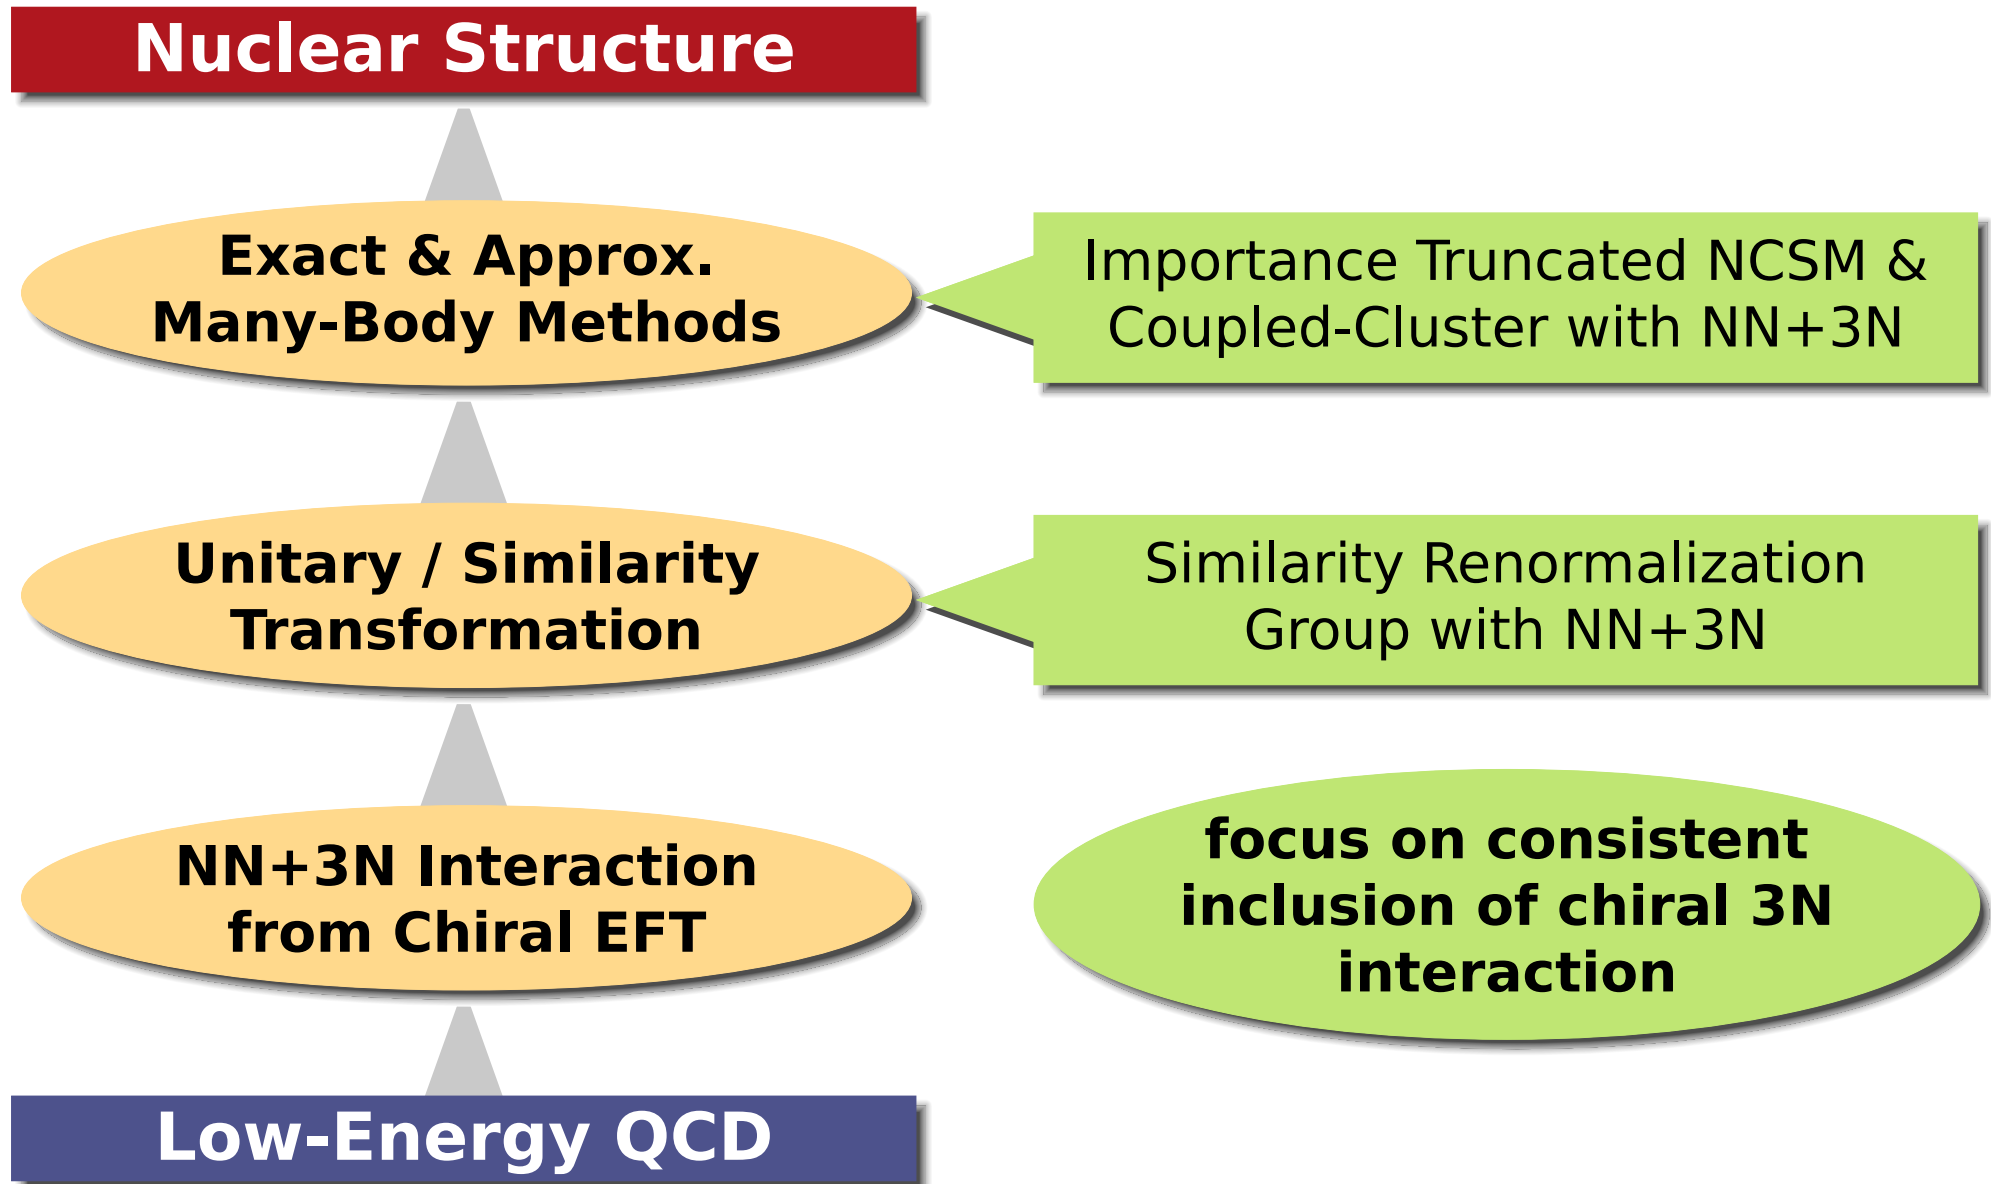 Nuclear Structure
Exact & Approx.
Many-Body Methods
Importance Truncated NCSM &
Coupled-Cluster with NN+3N
Unitary / Similarity
Transformation
Similarity Renormalization
Group with NN+3N
NN+3N Interaction
from Chiral EFT
focus on consistent
inclusion of chiral 3N
interaction
Low-Energy QCD